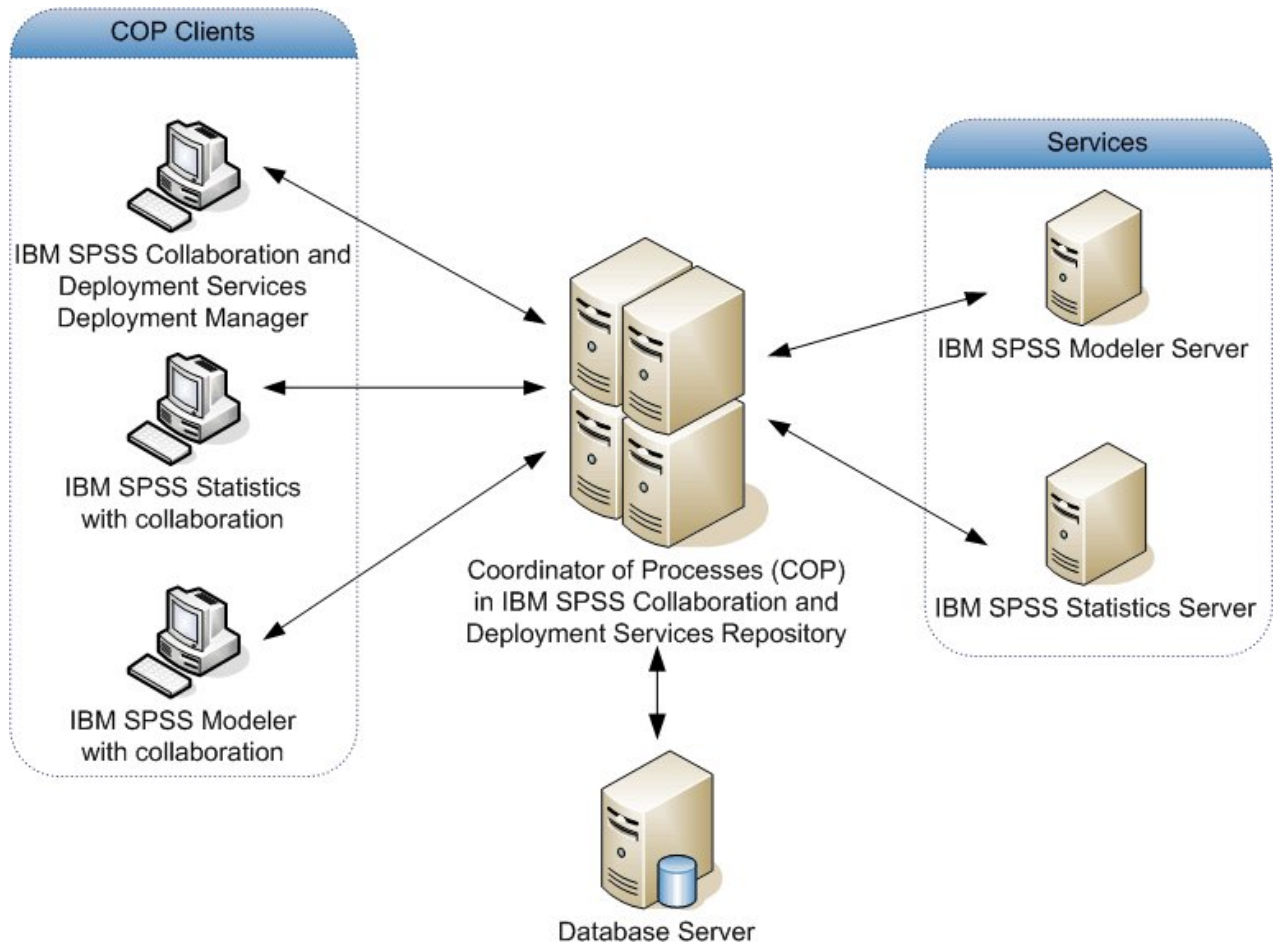 COP Clients
IBM SPSS Collaboration and
Deployment Services
Deployment Manager
IBM SPSS Statistics
with collaboration
IBM SPSS Modeler
with collaboration
Coordinator of Processes (COP)
in IBM SPSS Collaboration and
Deployment Services Repository
Database Server
Services
IBM SPSS Modeler Server
IBM SPSS Statistics Server